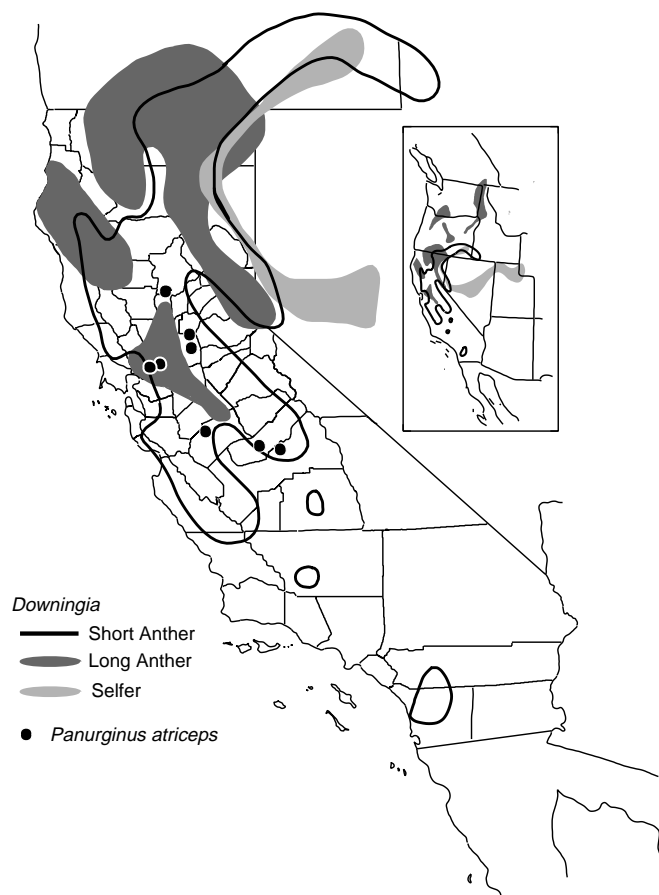 Downingia
Short Anther
Long Anther
Selfer
Panurginus atriceps